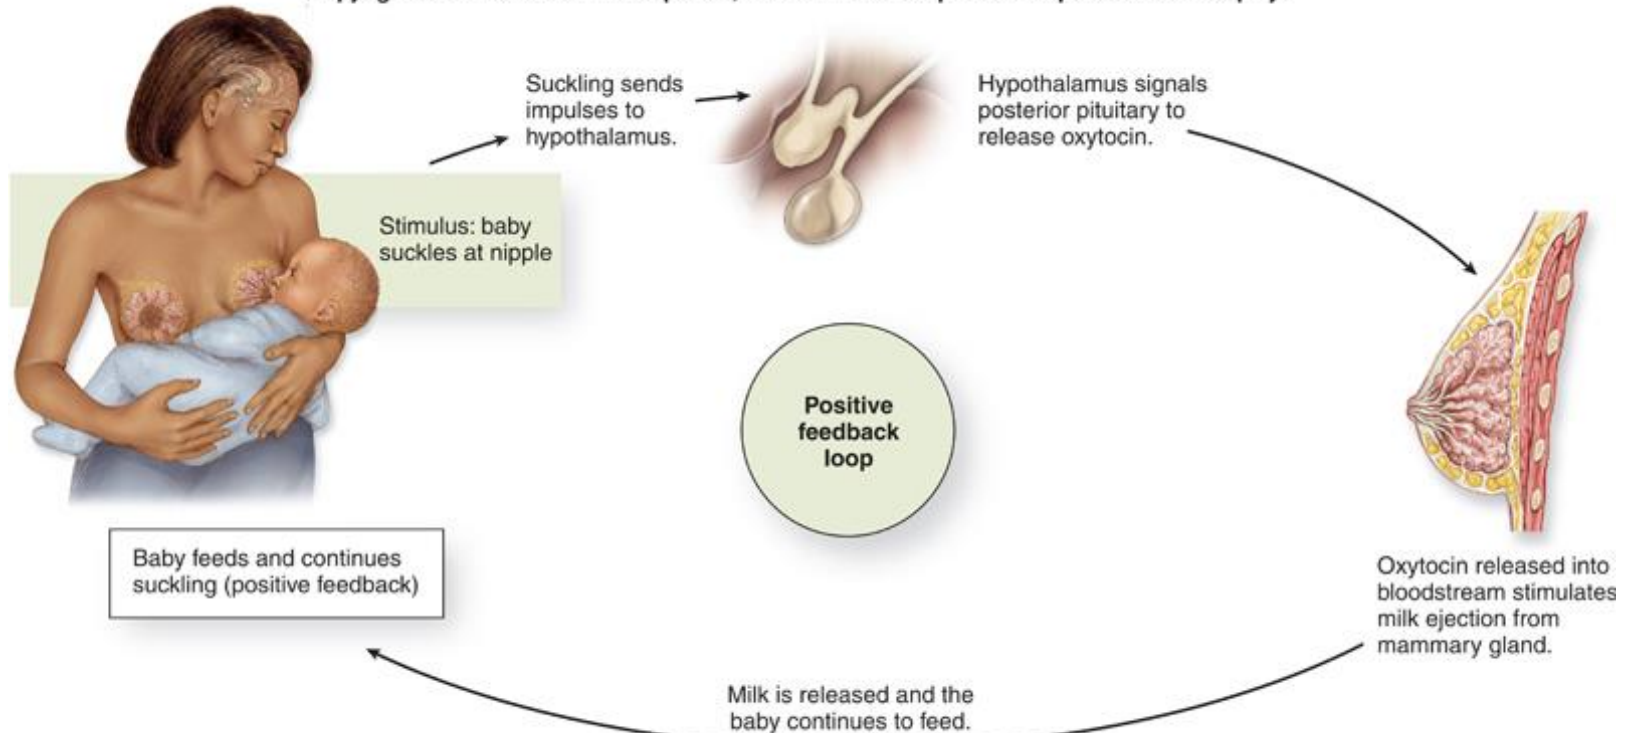 Suckling sends
impulses to
hypothalamus.
Hypothalamus signals
posterior pituitary to
release oxytocin.
Stimulus: baby
suckles at nipple
Positive
feedback
loop
Oxytocin released into
bloodstream stimulates
milk ejection from
mammary gland.
Milk is released and the
baby continues to feed.
Baby feeds and continues
suckling (positive feedback)